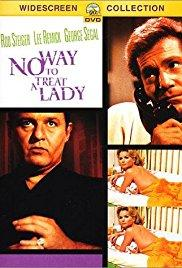 WIDESCREEN COLLECTION
DVD
ROD STEIGER LEE REMICK GEORGE SEGAL
NO WAY
TO
TREAT
A
LADY